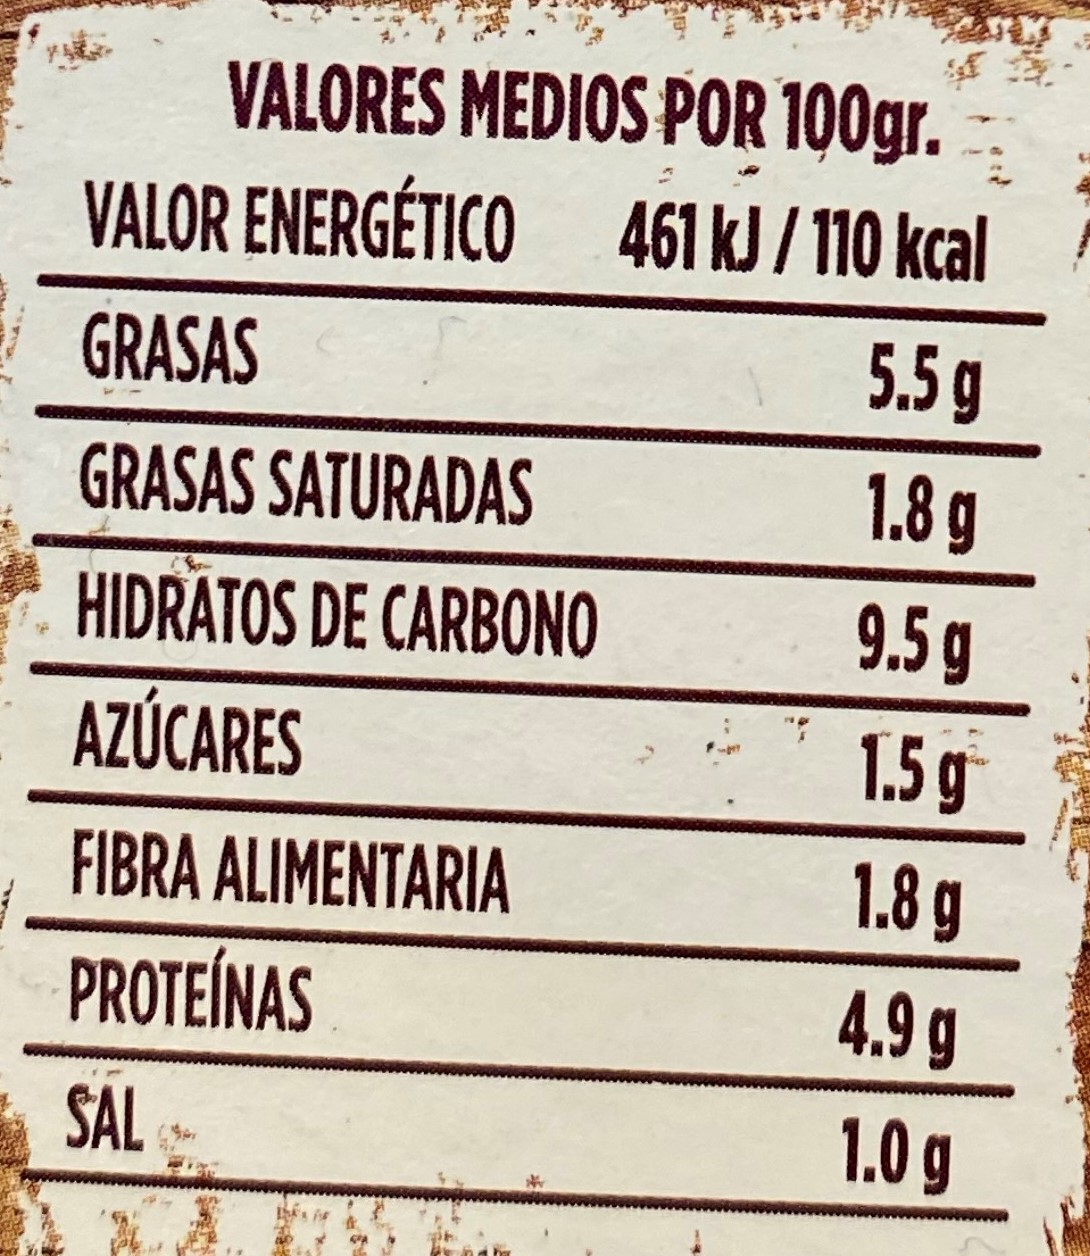 VALORES MEDIOS POR 100gr.
VALOR ENERGÉTICO 461 kJ / 110 kcal
GRASAS 5.5 g
GRASAS SATURADAS 1.8 g
HIDRATOS DE CARBONO 9.5 g
AZÚCARES 1.5 g
FIBRA ALIMENTARIA 1.8 g
PROTEÍNAS 4.9 g
SAL 1.0 g